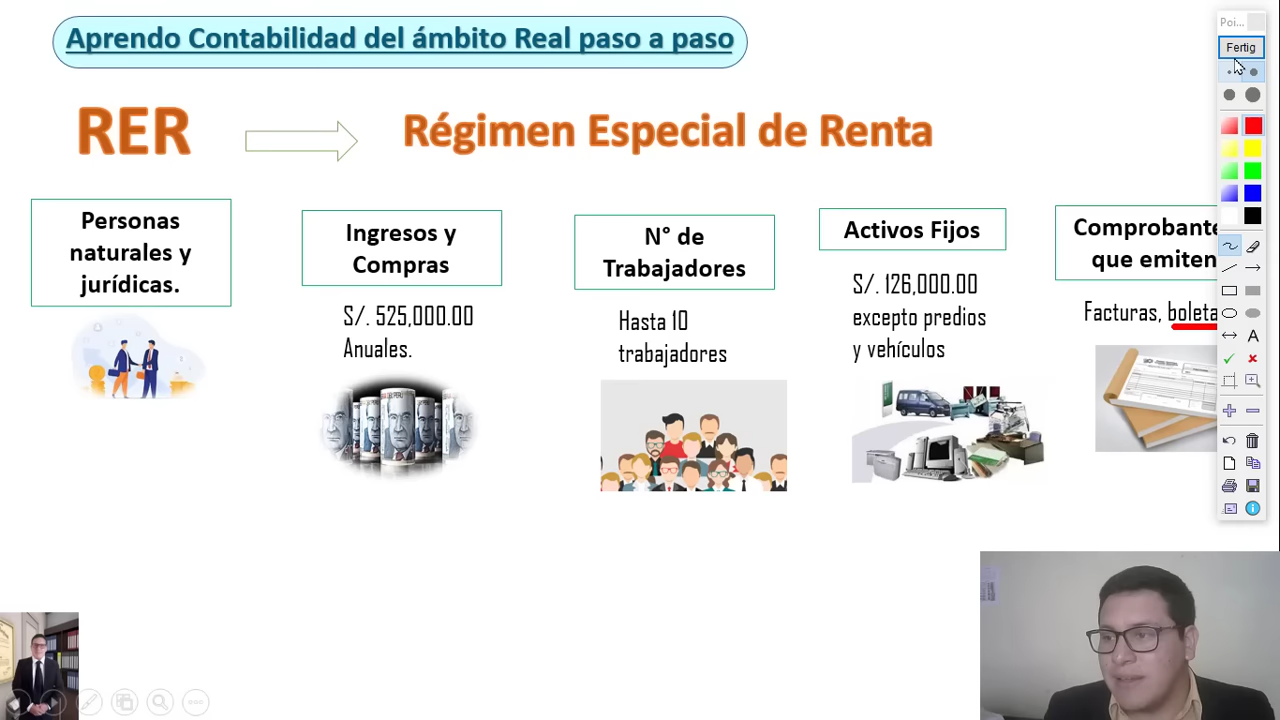 Aprendo Contabilidad del ámbito Real paso a paso
RER
Régimen Especial de Renta
Personas
naturales y
jurídicas.
Ingresos y
Compras
S/. 525,000.00
Anuales.
N° de
Trabajadores
Hasta 10
trabajadores
Activos Fijos
S/. 126,000.00
excepto predios
y vehículos
Comprobante
que emiten
Facturas, boleta
Poi...
Fertig
A